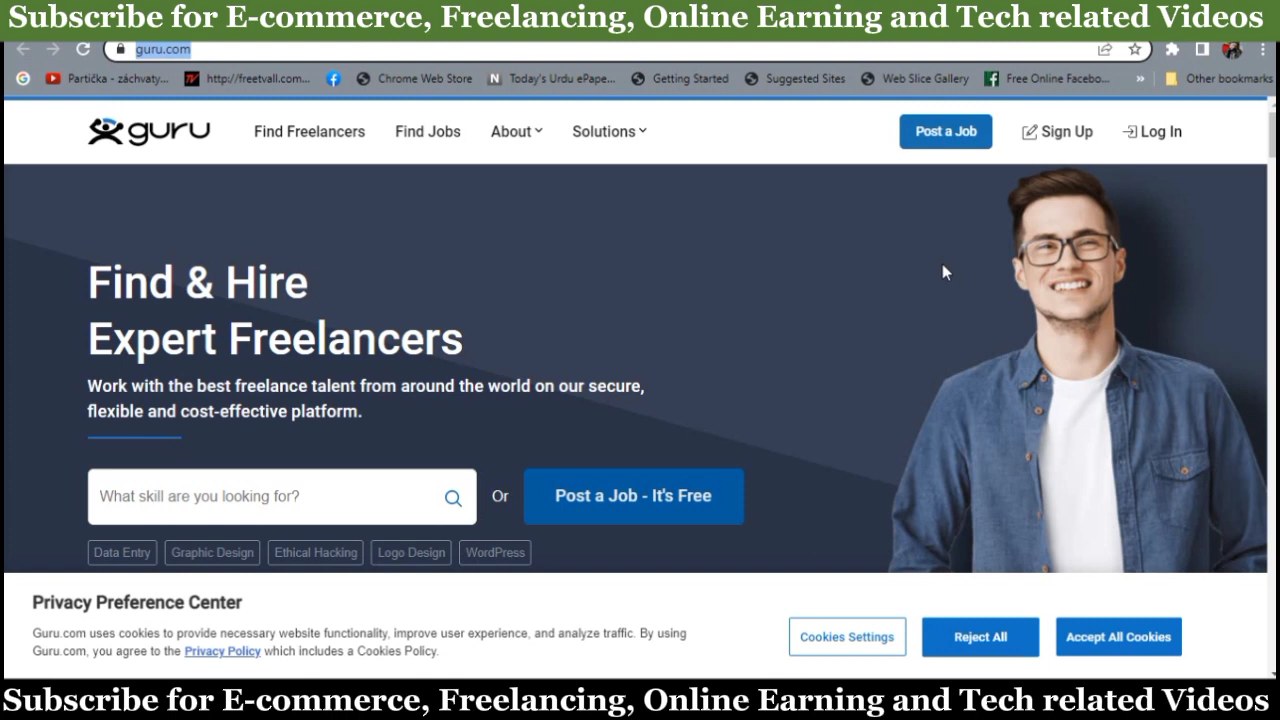 Subscribe for E-commerce, Freelancing, Online Earning and Tech related Videos
guru.com
Partička - záchvaty... http://freetvall.com... Chrome Web Store Today's Urdu ePape... Getting Started Suggested Sites Web Slice Gallery Free Online Facebo... » Other bookmarks
guru Find Freelancers Find Jobs About Solutions Post a Job Sign Up Log In
Find & Hire
Expert Freelancers
Work with the best freelance talent from around the world on our secure,
flexible and cost-effective platform.
What skill are you looking for? Or Post a Job - It's Free
Data Entry Graphic Design Ethical Hacking Logo Design WordPress
Privacy Preference Center
Guru.com uses cookies to provide necessary website functionality, improve user experience, and analyze traffic. By using
Guru.com, you agree to the Privacy Policy which includes a Cookies Policy.
Cookies Settings Reject All Accept All Cookies
Subscribe for E-commerce, Freelancing, Online Earning and Tech related Videos